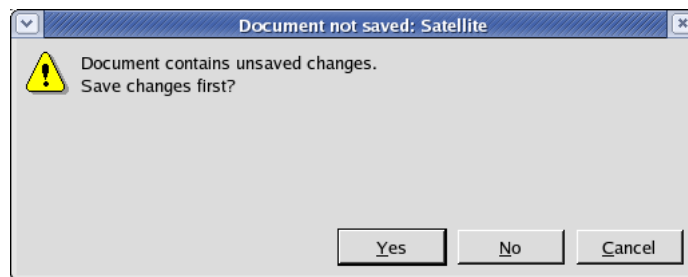 Document not saved: Satellite
Document contains unsaved changes.
Save changes first?
Yes No Cancel